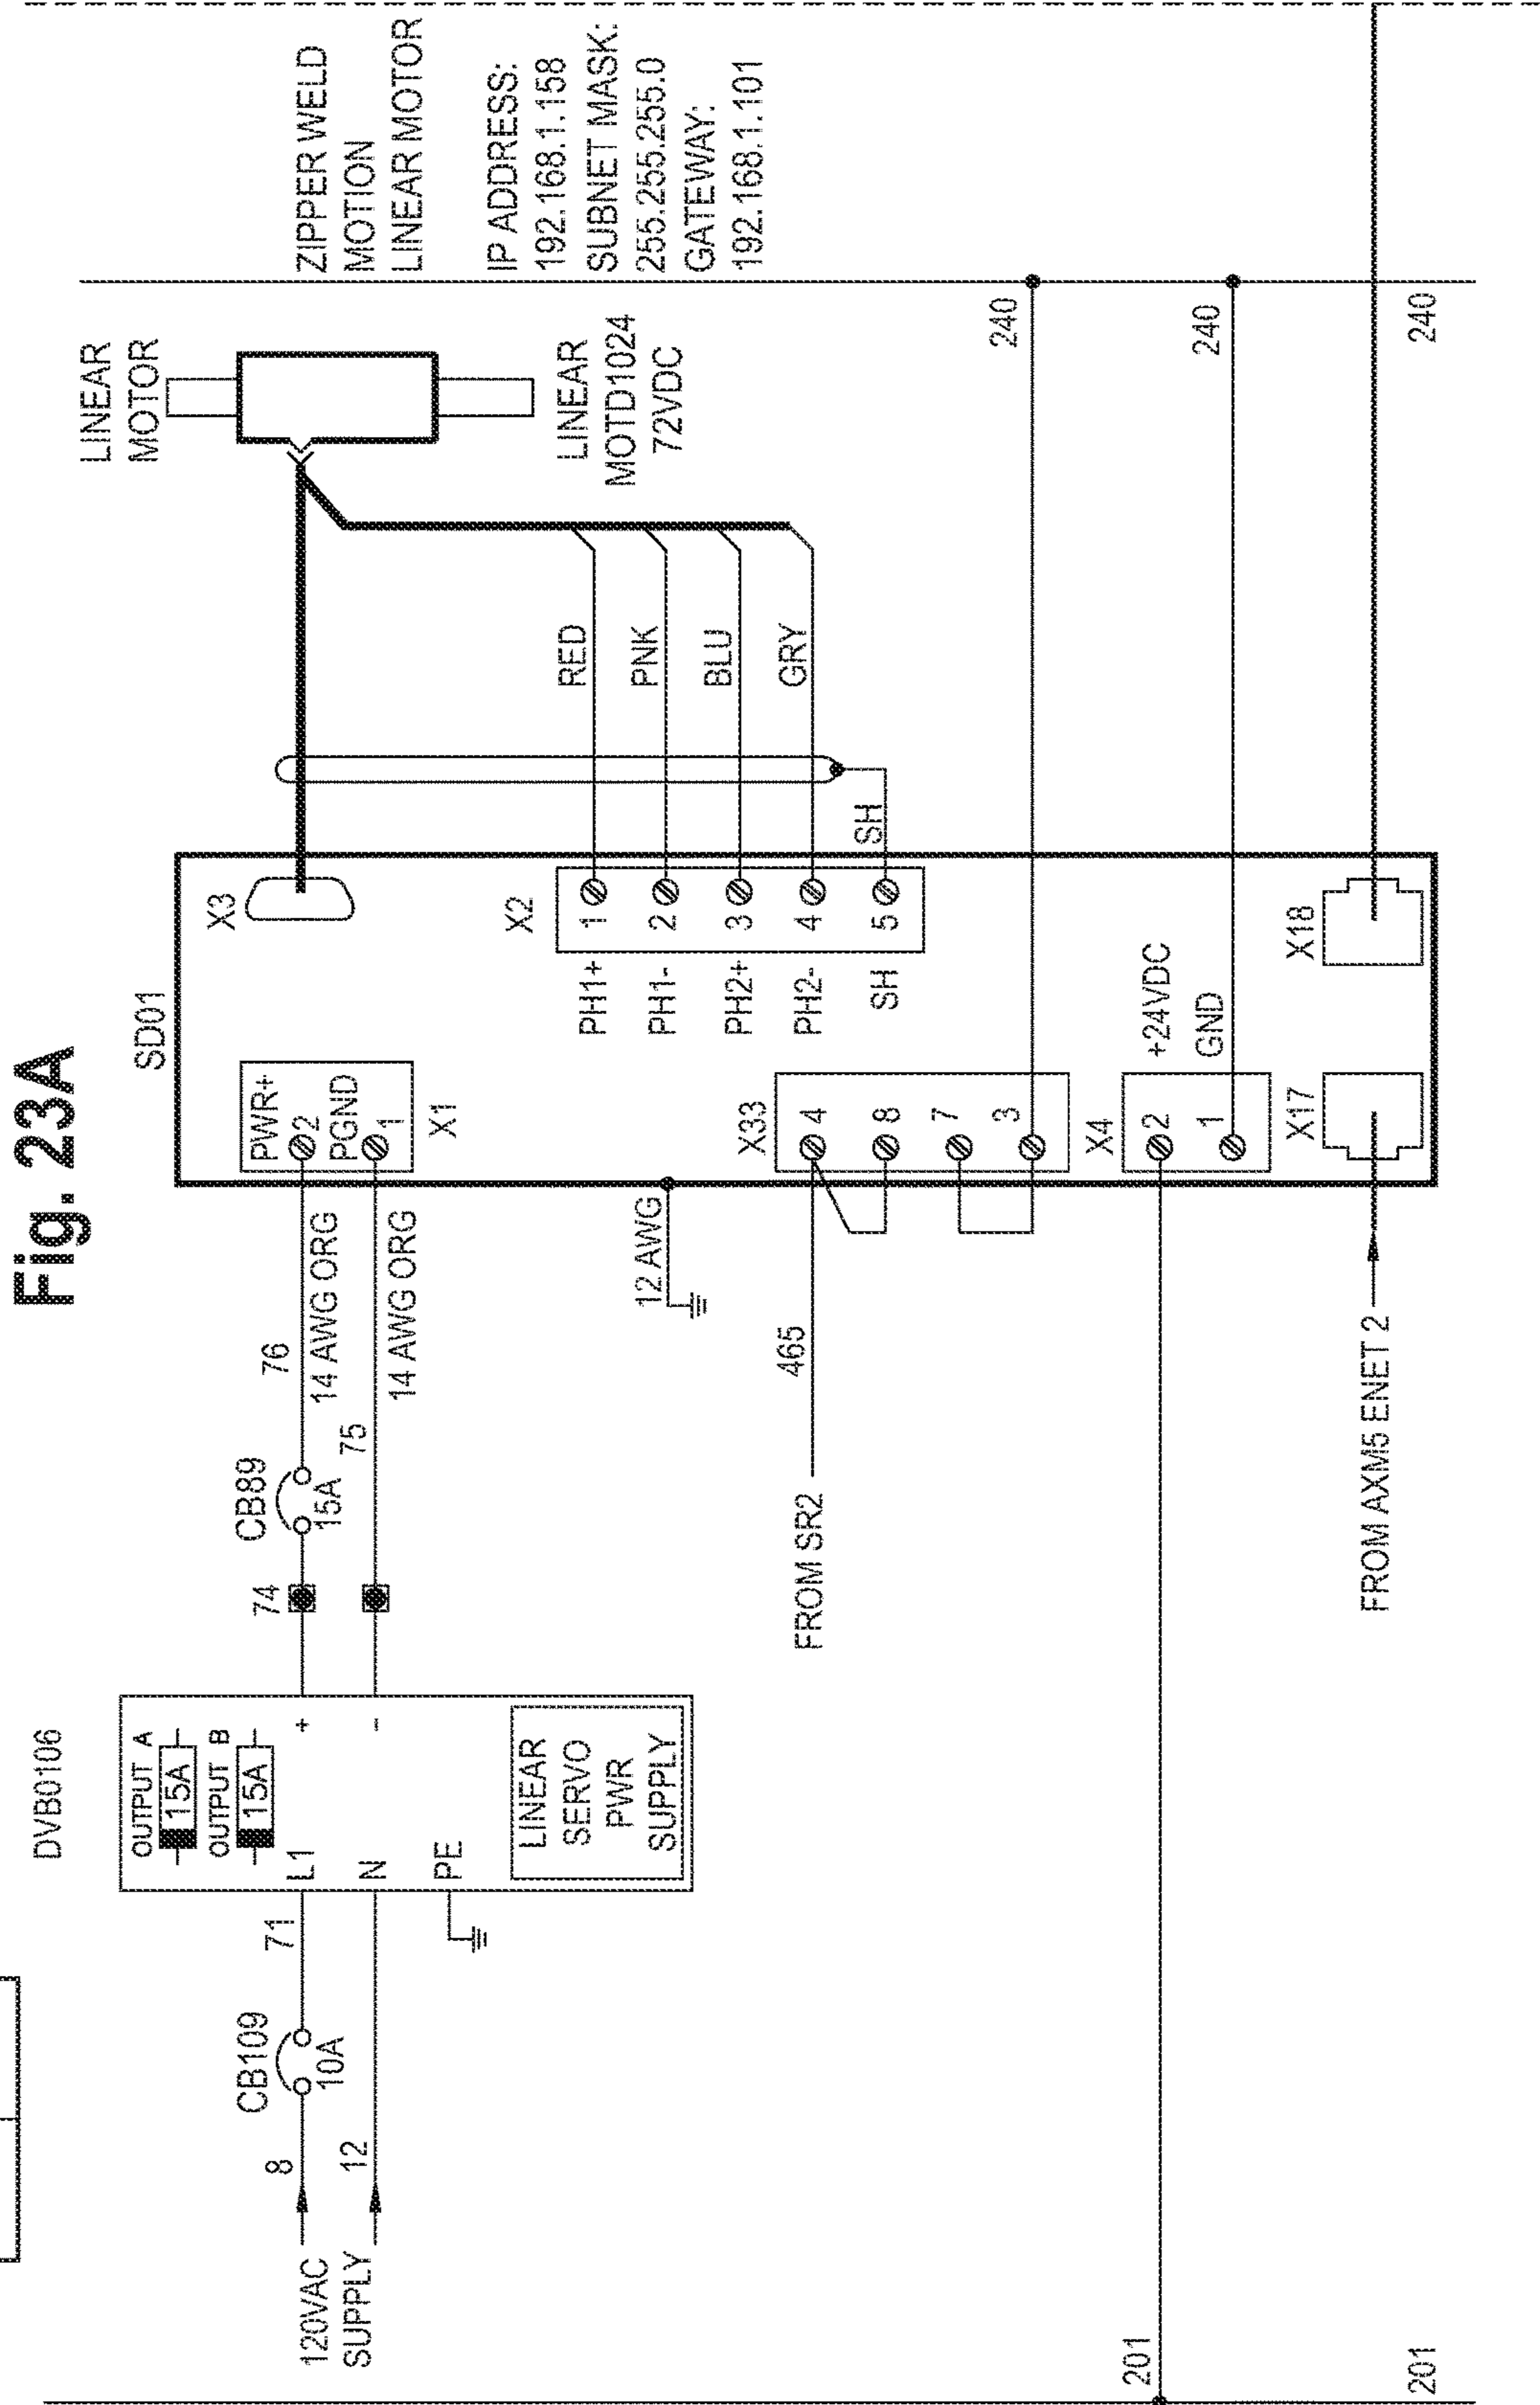 Fig. 23A
DVB0106
OUTPUT A
15A
OUTPUT B
15A
L1
+
N
-
PE
LINEAR
SERVO
PWR
SUPPLY
120VAC
SUPPLY
8
12
CB109
10A
71
74
CB89
15A
76
14 AWG ORG
75
14 AWG ORG
12 AWG
SD01
PWR+
2
PGND
1
X1
X3
X2
PH1+
1
PH1-
2
PH2+
3
PH2-
4
SH
5
SH
RED
PNK
BLU
GRY
LINEAR
MOTOR
LINEAR
MOTD1024
72VDC
ZIPPER WELD
MOTION
LINEAR MOTOR
IP ADDRESS:
192.168.1.158
SUBNET MASK:
255.255.255.0
GATEWAY:
192.168.1.101
FROM SR2
465
X33
4
8
7
3
240
X4
2
+24VDC
1
GND
240
201
X17
X18
FROM AXM5 ENET 2
201
240